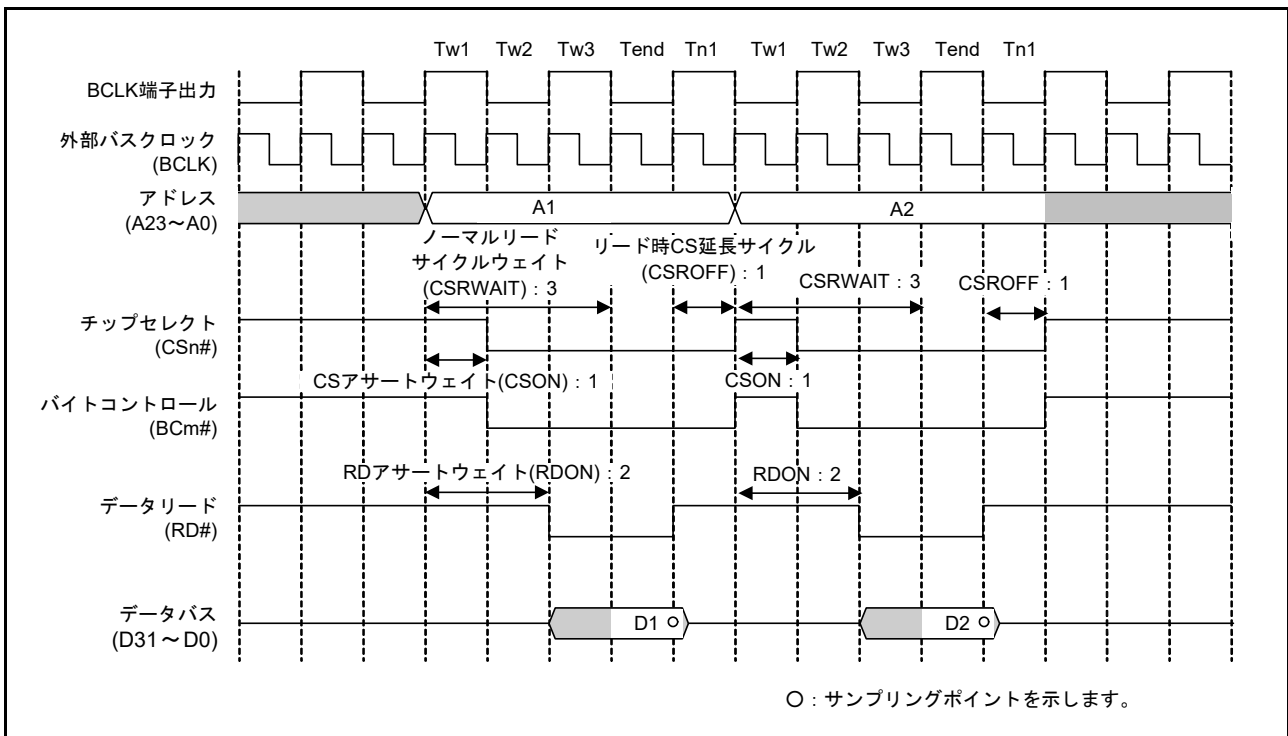 Tw1 Tw2 Tw3 Tend Tn1 Tw1 Tw2 Tw3 Tend Tn1
BCLK端子出力
外部バスクロック
(BCLK)
アドレス
(A23～A0)
A1
A2
ノーマルリード
サイクルウェイト
(CSRWAIT)：3
リード時CS延長サイクル
(CSROFF)：1
CSRWAIT：3
CSROFF：1
チップセレクト
(CSn#)
CSアサートウェイト(CSON)：1
CSON：1
バイトコントロール
(BCm#)
RDアサートウェイト(RDON)：2
RDON：2
データリード
(RD#)
データバス
(D31～D0)
D1
D2
○：サンプリングポイントを示します。